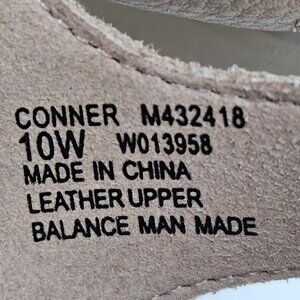 CONNER M432418
10W W013958
MADE IN CHINA
LEATHER UPPER
BALANCE MAN MADE